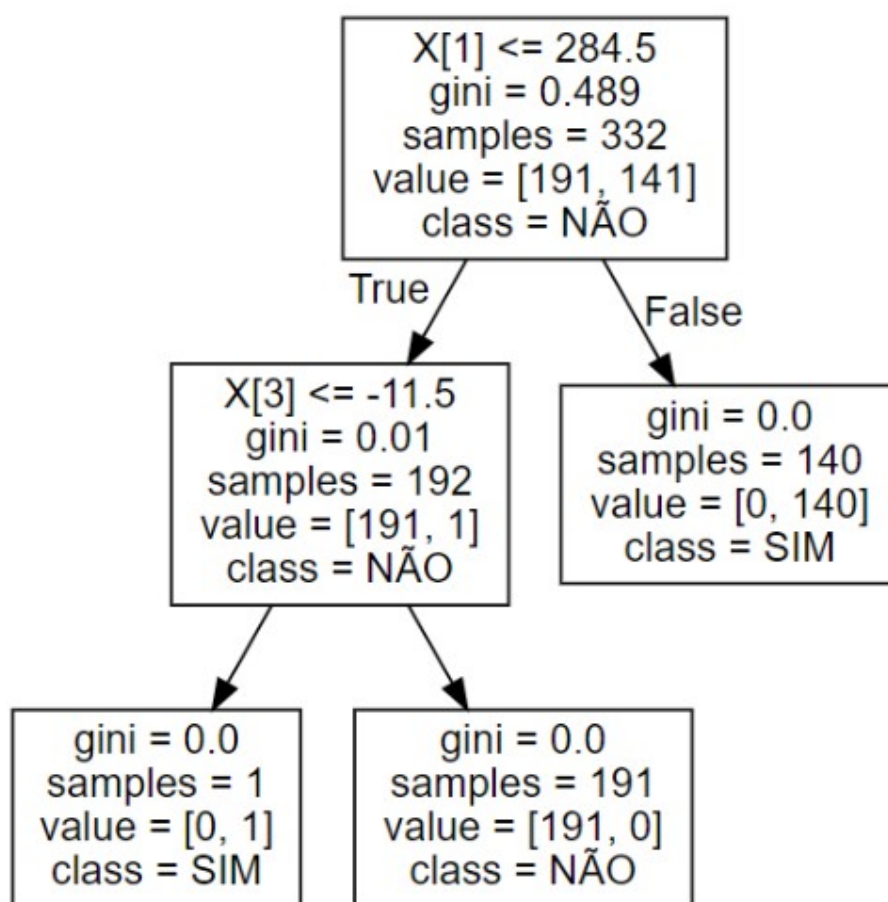 X[1] <= 284.5
gini = 0.489
samples = 332
value = [191, 141]
class = NÃO
True
False
X[3] <= -11.5
gini = 0.01
samples = 192
value = [191, 1]
class = NÃO
gini = 0.0
samples = 140
value = [0, 140]
class = SIM
gini = 0.0
samples = 1
value = [0, 1]
class = SIM
gini = 0.0
samples = 191
value = [191, 0]
class = NÃO